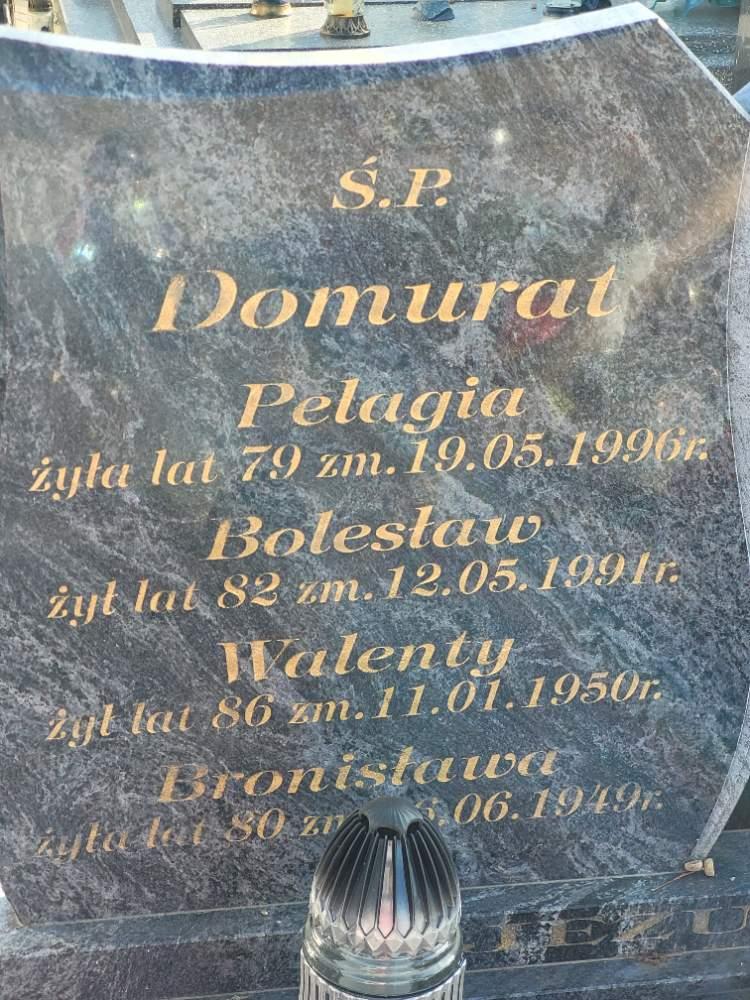 Ś.P.
Domurat
Pelagia
żyła lat 79 zm. 19.05.1996r.
Bolesław
żył lat 82 zm. 12.05.1991r.
Walenty
żył lat 86 zm. 11.01.1950r.
Bronisława
żyła lat 80 .06.1949r.
JEZU